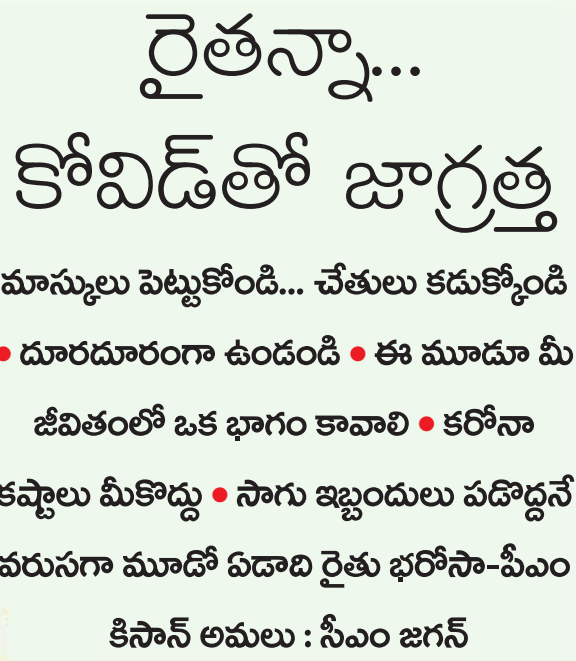 రైతన్నా...
కోవిడ్‌తో జాగ్రత్త
మాస్కులు పెట్టుకోండి... చేతులు కడుక్కోండి
• దూరదూరంగా ఉండండి • ఈ మూడూ మీ
జీవితంలో ఒక భాగం కావాలి • కరోనా
కష్టాలు మీకొద్దు • సాగు ఇబ్బందులు పడొద్దనే
వరుసగా మూడో ఏడాది రైతు భరోసా-పీఎం
కిసాన్ అమలు : సీఎం జగన్